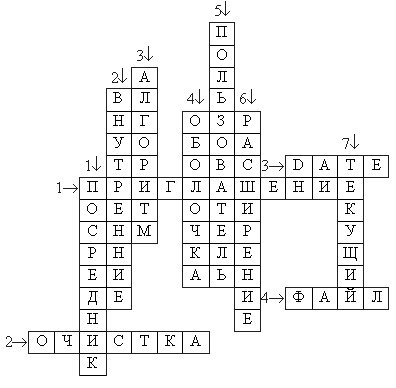 5↓
П
О
3↓ Л
2↓ А Ь
В Л 4↓ З 6↓
Н Г О З Р
У О Б О А 7↓
1↓ Т Р О В С 3→ D A T E
1→ П Р И Г Л А Ш Е Н И Е
О Е Т О Т И К
С Н М Ч Е Р У
Р Н К Л Е Щ
Е И А Ь Н И
Д Е И 4→ Ф А Й Л
Н Е
2→ О Ч И С Т К А
К